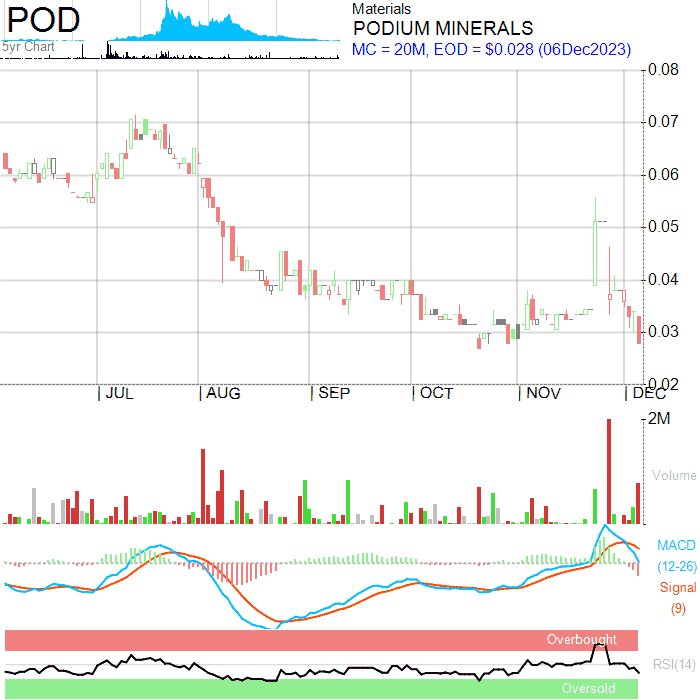 POD
5yr Chart
Materials
PODIUM MINERALS
MC = 20M, EOD = $0.028 (06Dec2023)
0.08
0.07
0.06
0.05
0.04
0.03
0.02
JUL AUG SEP OCT NOV DEC
2M
Volume
MACD
(12-26)
Signal
(9)
Overbought
RSI(14)
Oversold